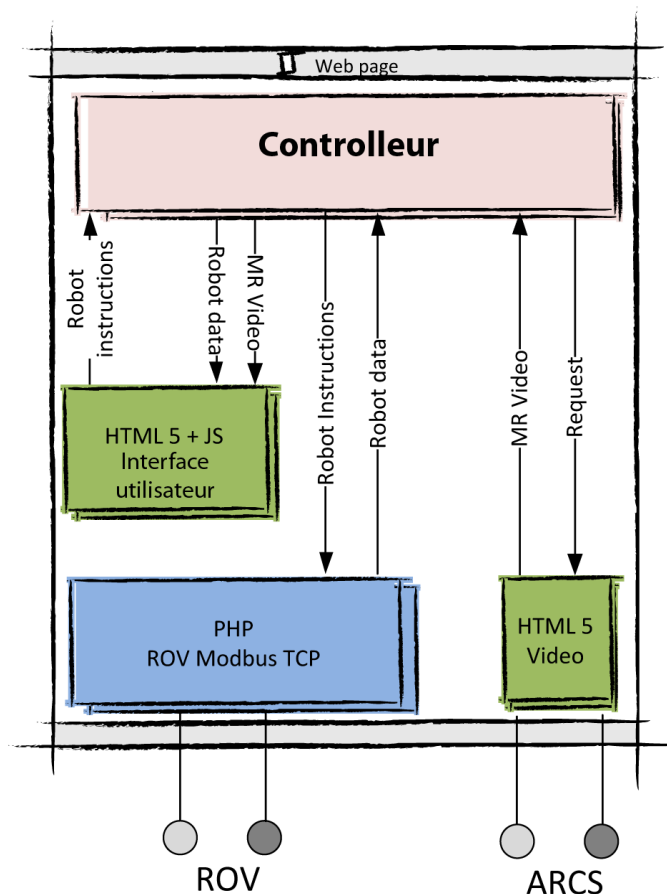 Web page
Controlleur
Robot
instructions
Robot data
MR Video
Robot Instructions
Robot data
MR Video
Request
HTML 5 + JS
Interface
utilisateur
PHP
ROV Modbus TCP
HTML 5
Video
ROV
ARCS